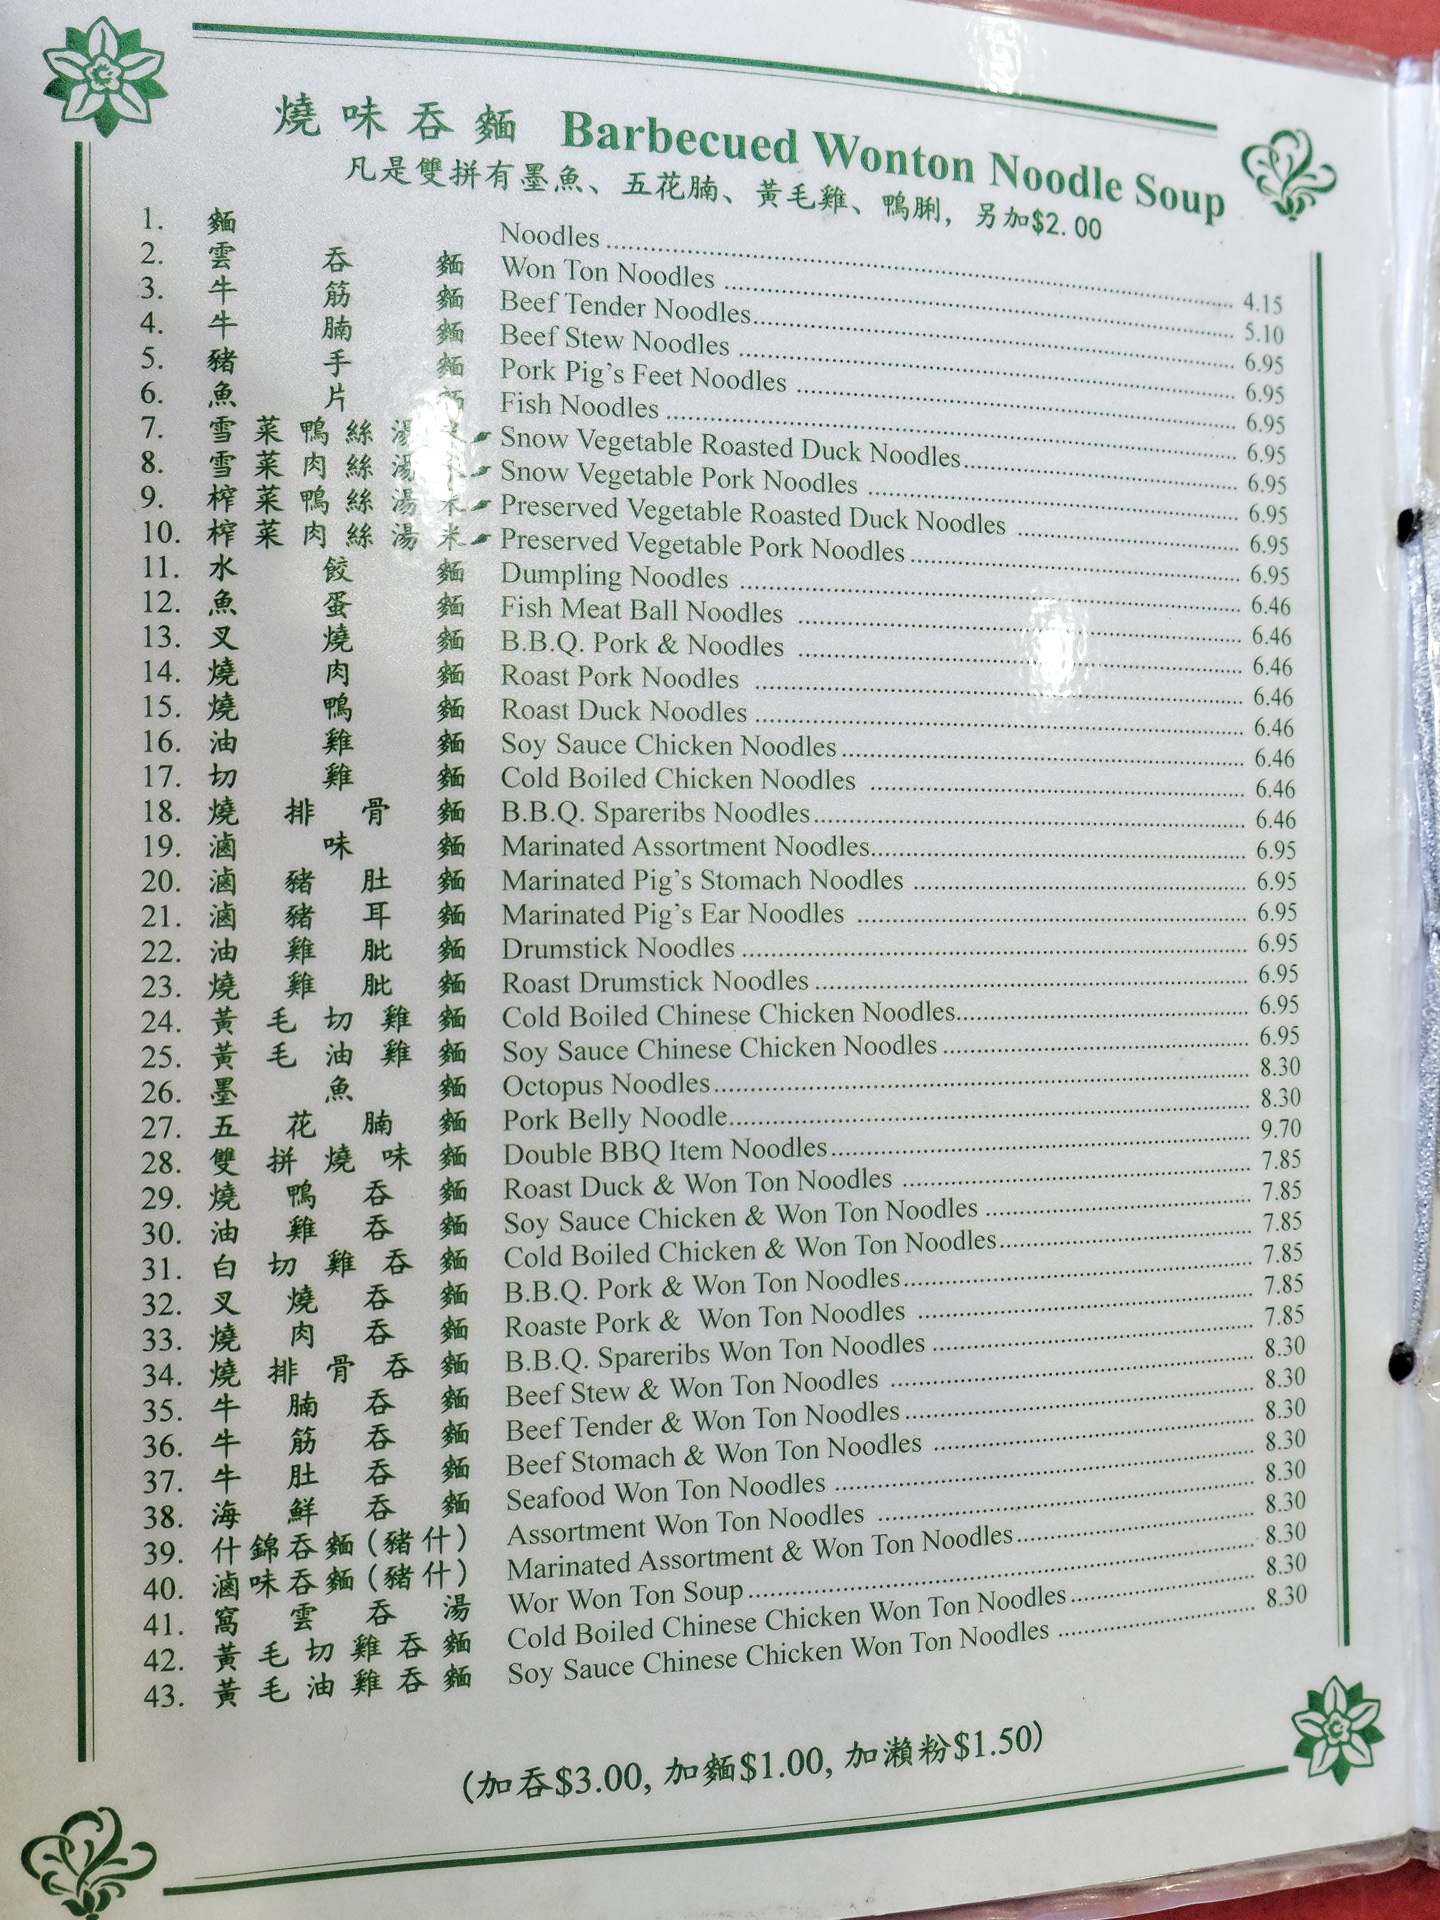 燒味吞麵 Barbecued Wonton Noodle Soup
凡是雙拼有墨魚、五花腩、黃毛雞、鴨脷，另加$2.00
1. 麵 Noodles 4.15
2. 雲吞麵 Won Ton Noodles 5.10
3. 牛筋麵 Beef Tender Noodles 6.95
4. 牛腩麵 Beef Stew Noodles 6.95
5. 豬手麵 Pork Pig's Feet Noodles 6.95
6. 魚片麵 Fish Noodles 6.95
7. 雪菜鴨絲湯米 Snow Vegetable Roasted Duck Noodles 6.95
8. 雪菜肉絲湯米 Snow Vegetable Pork Noodles 6.95
9. 榨菜鴨絲湯米 Preserved Vegetable Roasted Duck Noodles 6.95
10. 榨菜肉絲湯米 Preserved Vegetable Pork Noodles 6.95
11. 水餃麵 Dumpling Noodles 6.46
12. 魚蛋麵 Fish Meat Ball Noodles 6.46
13. 叉燒麵 B.B.Q. Pork & Noodles 6.46
14. 燒肉麵 Roast Pork Noodles 6.46
15. 燒鴨麵 Roast Duck Noodles 6.46
16. 油雞麵 Soy Sauce Chicken Noodles 6.46
17. 切雞麵 Cold Boiled Chicken Noodles 6.46
18. 燒排骨麵 B.B.Q. Spareribs Noodles 6.46
19. 滷味麵 Marinated Assortment Noodles 6.95
20. 滷豬肚麵 Marinated Pig's Stomach Noodles 6.95
21. 滷豬耳麵 Marinated Pig's Ear Noodles 6.95
22. 油雞肶麵 Drumstick Noodles 6.95
23. 燒雞肶麵 Roast Drumstick Noodles 6.95
24. 黃毛切雞麵 Cold Boiled Chinese Chicken Noodles 6.95
25. 黃毛油雞麵 Soy Sauce Chinese Chicken Noodles 6.95
26. 墨魚麵 Octopus Noodles 8.30
27. 五花腩麵 Pork Belly Noodle 8.30
28. 雙拼燒味麵 Double BBQ Item Noodles 9.70
29. 燒鴨吞麵 Roast Duck & Won Ton Noodles 7.85
30. 油雞吞麵 Soy Sauce Chicken & Won Ton Noodles 7.85
31. 白切雞吞麵 Cold Boiled Chicken & Won Ton Noodles 7.85
32. 叉燒吞麵 B.B.Q. Pork & Won Ton Noodles 7.85
33. 燒肉吞麵 Roaste Pork & Won Ton Noodles 7.85
34. 燒排骨吞麵 B.B.Q. Spareribs Won Ton Noodles 7.85
35. 牛腩吞麵 Beef Stew & Won Ton Noodles 8.30
36. 牛筋吞麵 Beef Tender & Won Ton Noodles 8.30
37. 牛肚吞麵 Beef Stomach & Won Ton Noodles 8.30
38. 海鮮吞麵 Seafood Won Ton Noodles 8.30
39. 什錦吞麵(豬什) Assortment Won Ton Noodles 8.30
40. 滷味吞麵(豬什) Marinated Assortment & Won Ton Noodles 8.30
41. 窩雲吞湯 Wor Won Ton Soup 8.30
42. 黃毛切雞吞麵 Cold Boiled Chinese Chicken Won Ton Noodles 8.30
43. 黃毛油雞吞麵 Soy Sauce Chinese Chicken Won Ton Noodles 8.30
(加吞$3.00, 加麵$1.00, 加瀨粉$1.50)